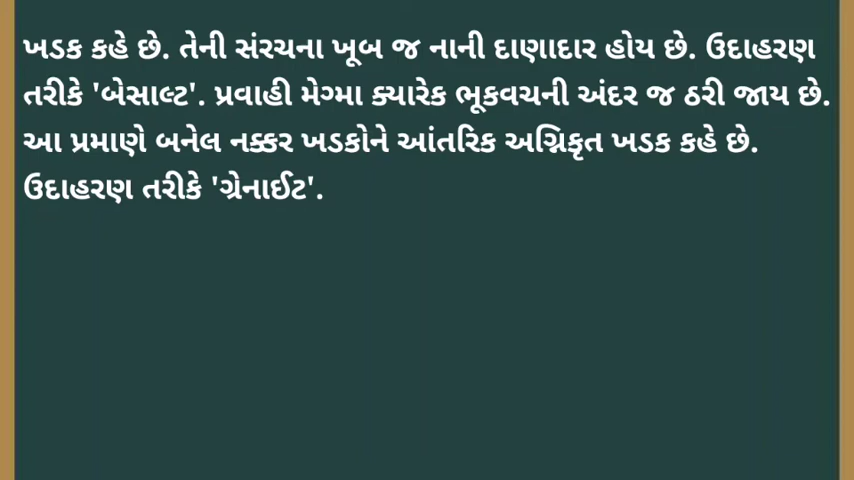 ખડક કહે છે. તેની સંરચના ખૂબ જ નાની દાણાદાર હોય છે. ઉદાહરણ
તરીકે 'બેસાલ્ટ'. પ્રવાહી મેગ્મા ક્યારેક ભૂકવચની અંદર જ ઠરી જાય છે.
આ પ્રમાણે બનેલ નક્કર ખડકોને આંતરિક અગ્નિકૃત ખડક કહે છે.
ઉદાહરણ તરીકે 'ગ્રેનાઈટ'.